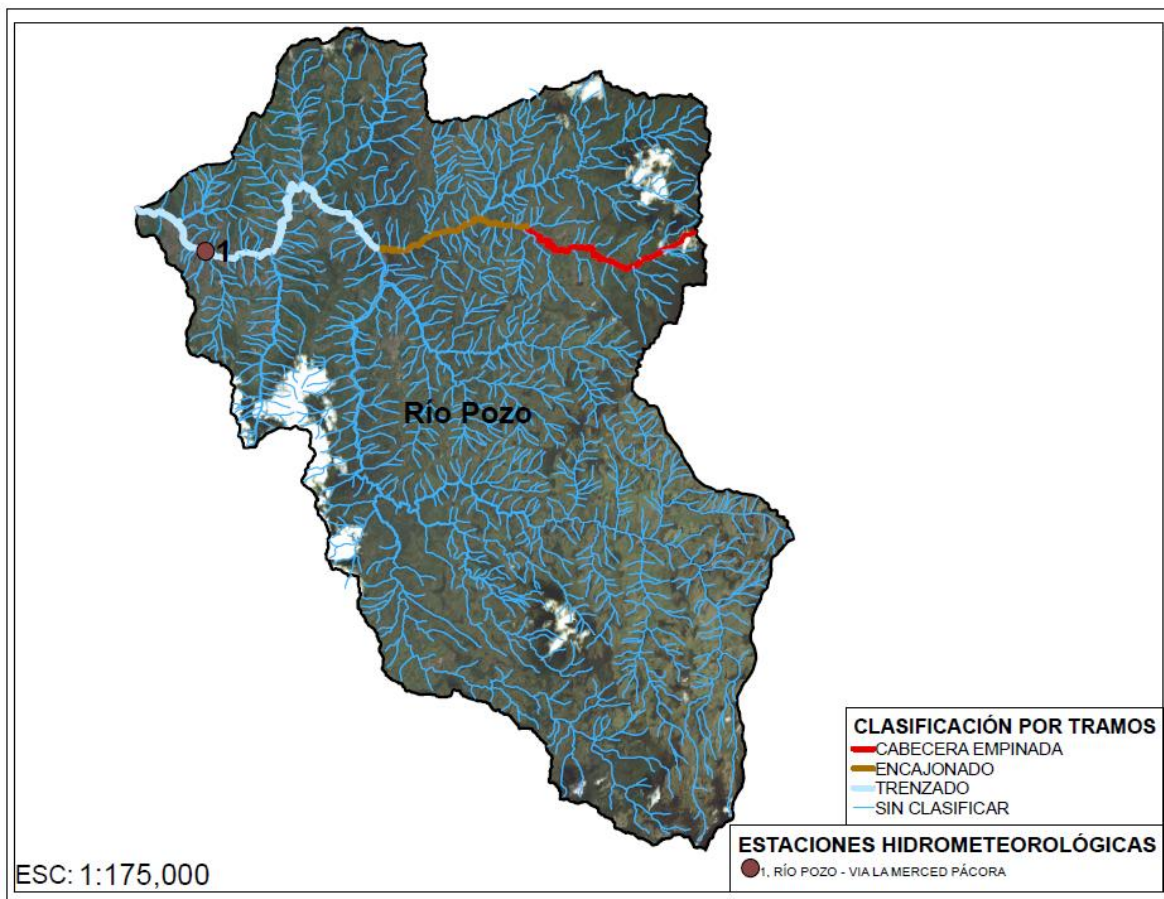 1
Río Pozo
CLASIFICACIÓN POR TRAMOS
CABECERA EMPINADA
ENCAJONADO
TRENZADO
SIN CLASIFICAR
ESTACIONES HIDROMETEOROLÓGICAS
1, RÍO POZO - VIA LA MERCED PÁCORA
ESC: 1:175,000